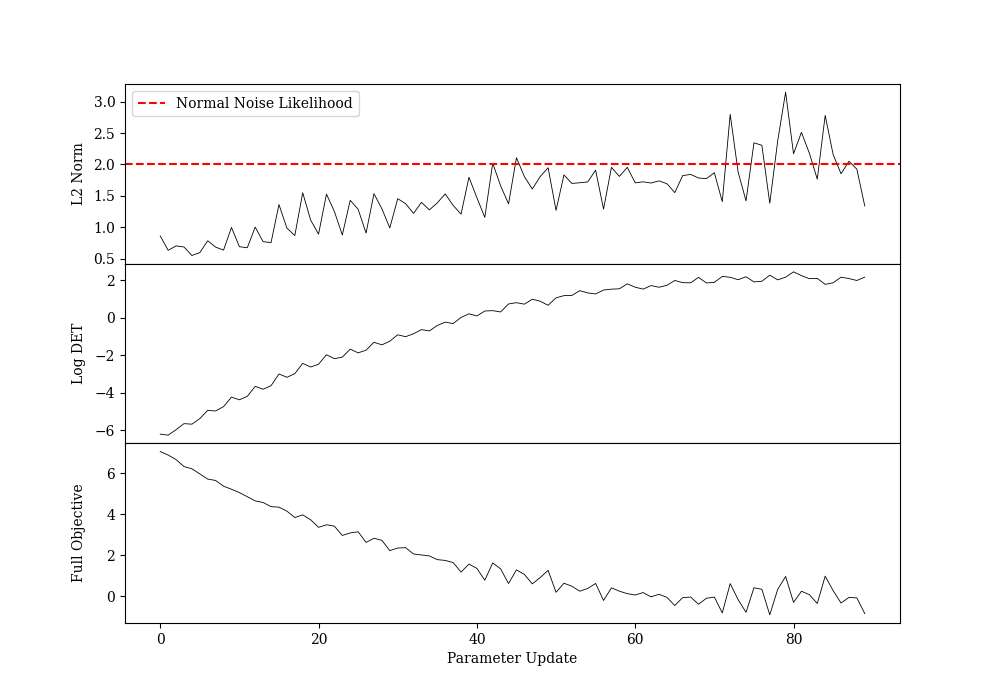 Normal Noise Likelihood
L2 Norm
3.0
2.5
2.0
1.5
1.0
0.5
Log DET
2
0
−2
−4
−6
Full Objective
6
4
2
0
0 20 40 60 80
Parameter Update